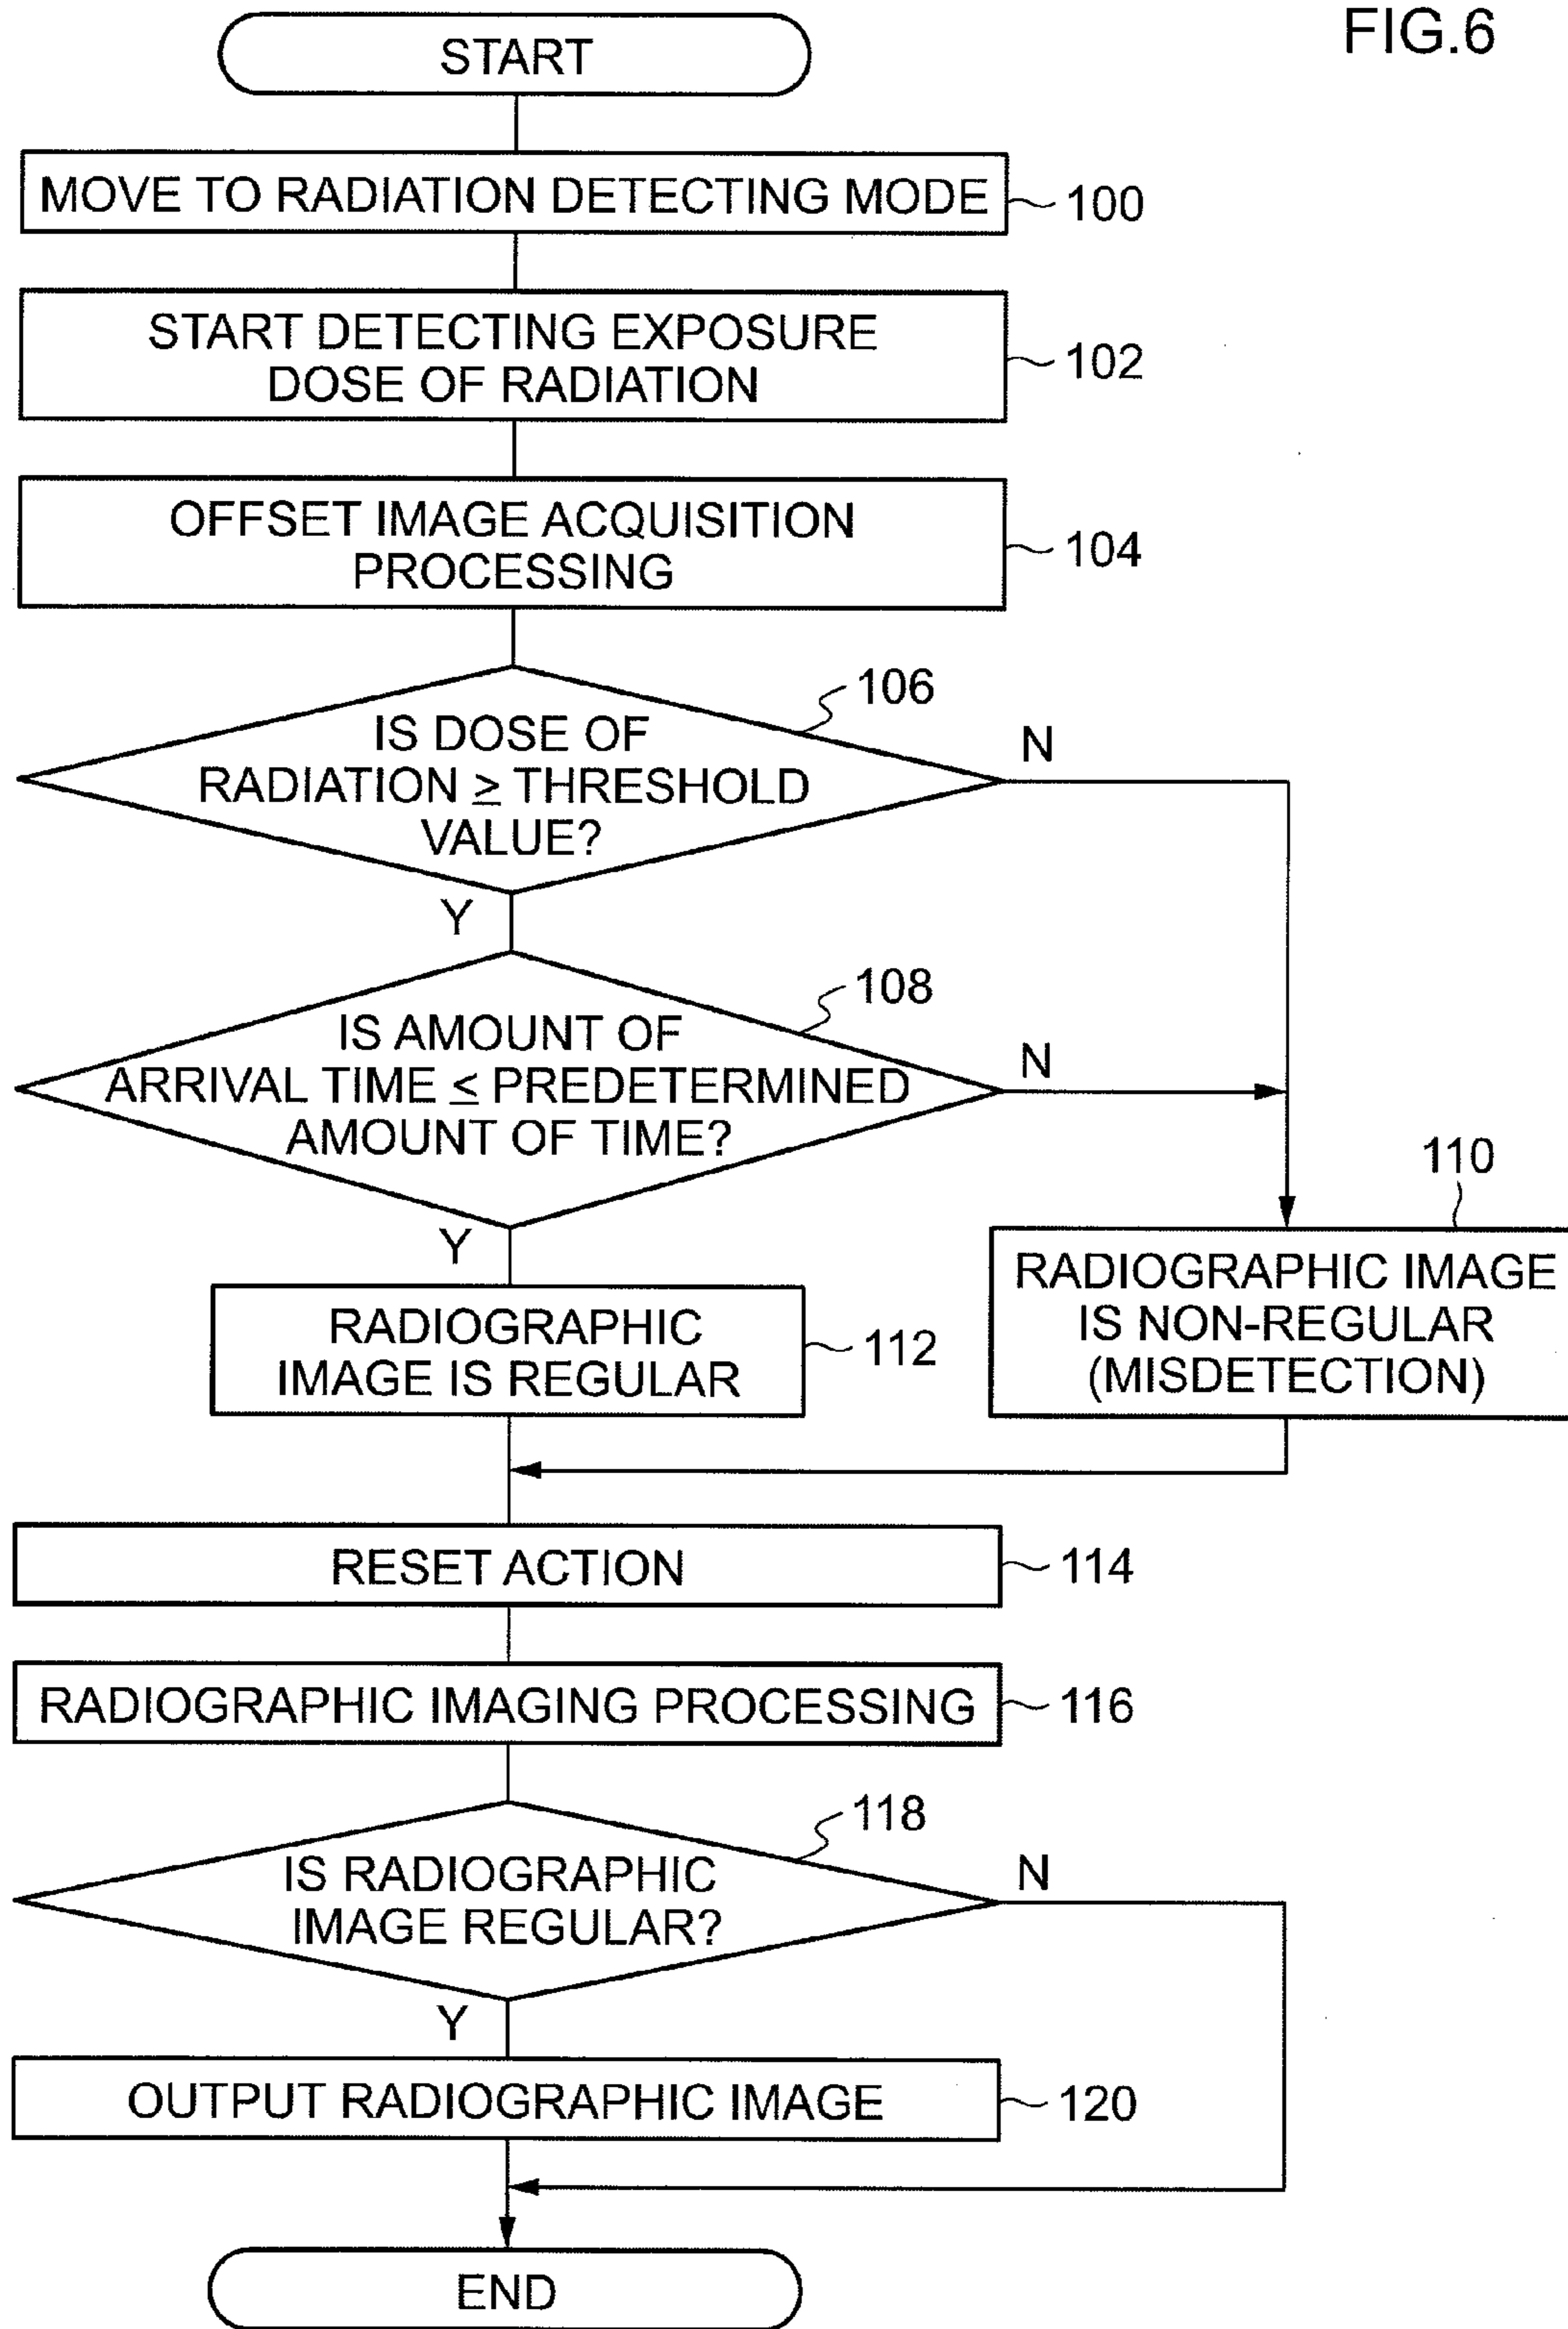 FIG.6
START
MOVE TO RADIATION DETECTING MODE
100
START DETECTING EXPOSURE
DOSE OF RADIATION
102
OFFSET IMAGE ACQUISITION
PROCESSING
104
106
IS DOSE OF
RADIATION ≥ THRESHOLD
VALUE?
N
Y
108
IS AMOUNT OF
ARRIVAL TIME ≤ PREDETERMINED
AMOUNT OF TIME?
N
Y
110
RADIOGRAPHIC IMAGE
IS NON-REGULAR
(MISDETECTION)
RADIOGRAPHIC
IMAGE IS REGULAR
112
RESET ACTION
114
RADIOGRAPHIC IMAGING PROCESSING
116
118
IS RADIOGRAPHIC
IMAGE REGULAR?
N
Y
OUTPUT RADIOGRAPHIC IMAGE
120
END